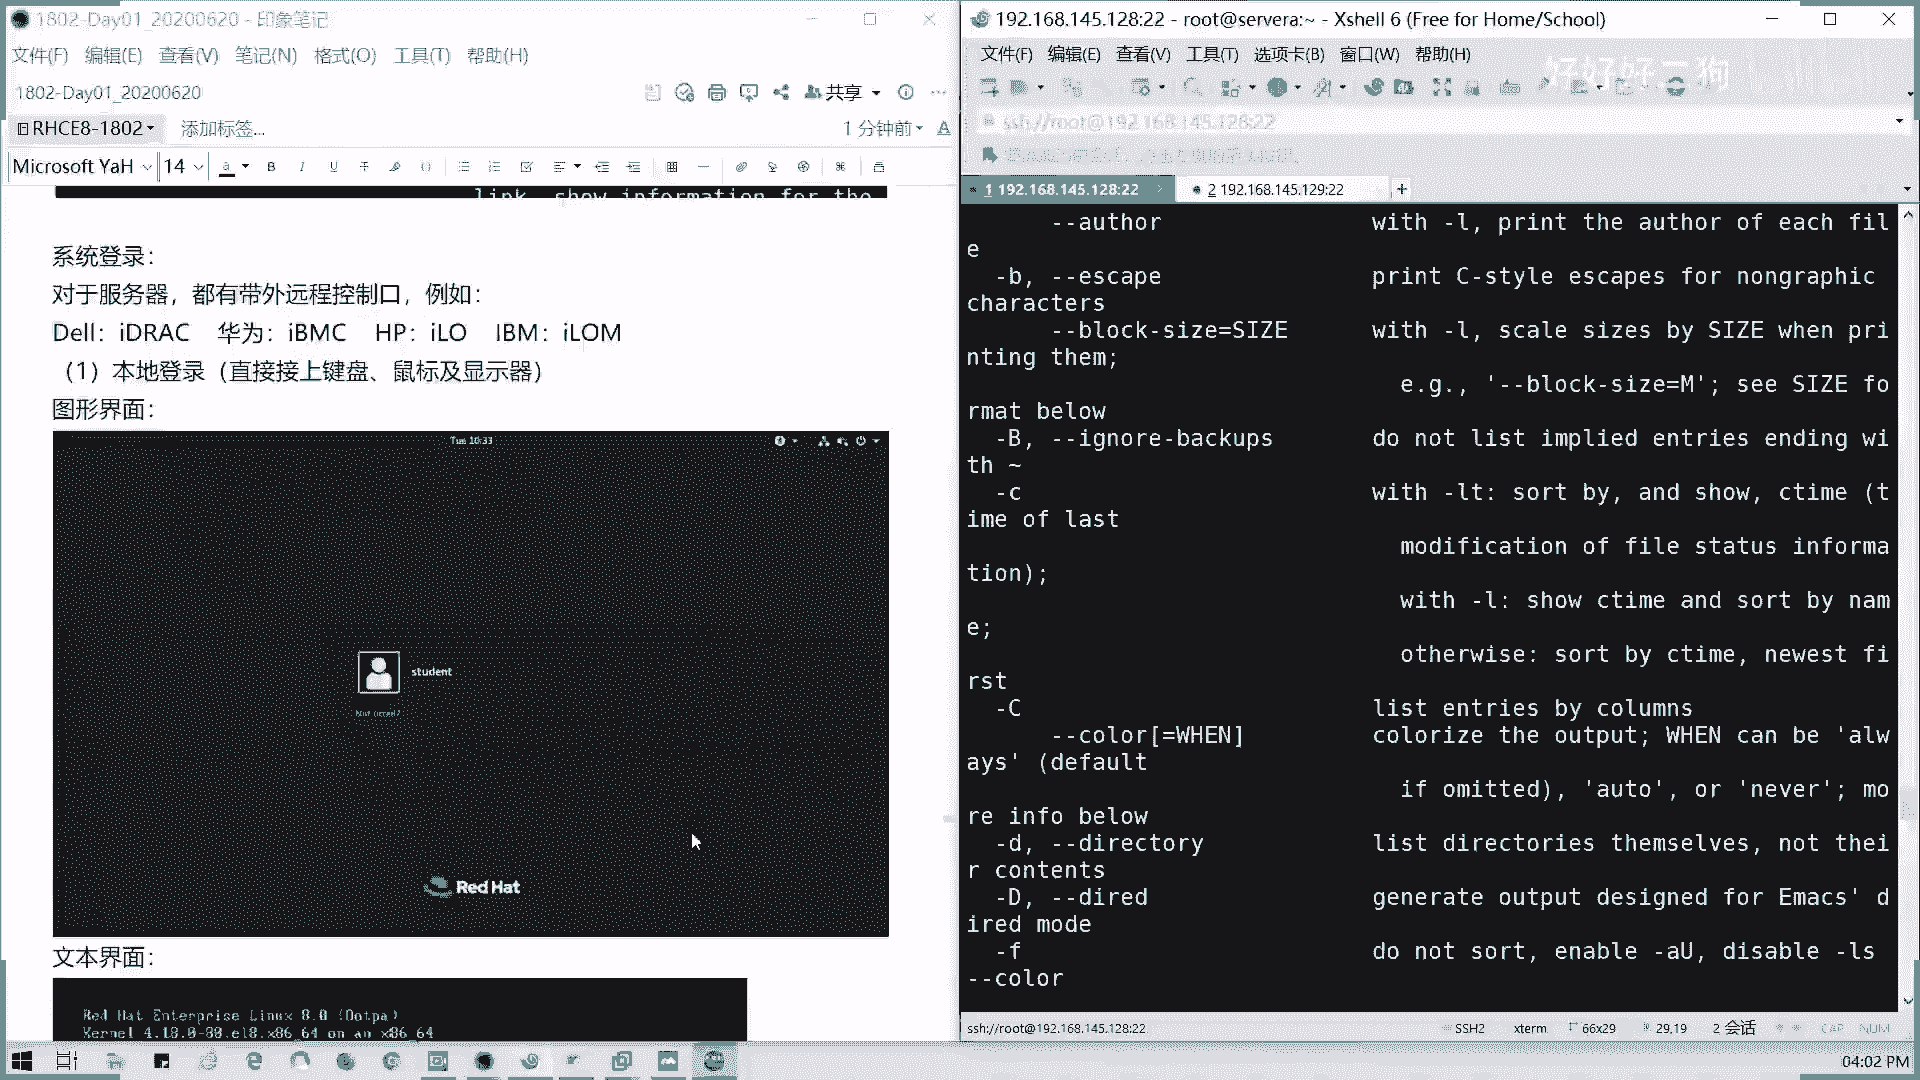 1802-Day01_20200620 - 印象笔记
文件(F) 编辑(E) 查看(V) 笔记(N) 格式(O) 工具(T) 帮助(H)
1802-Day01_20200620
共享
RHCE8-1802
添加标签...
1 分钟前
Microsoft YaH 14
link, show information for the
系统登录：
对于服务器，都有带外远程控制口，例如：
Dell：iDRAC 华为：iBMC HP：iLO IBM：iLOM
（1）本地登录（直接接上键盘、鼠标及显示器）
图形界面：
Tue 10:33
student
Not listed?
Red Hat
文本界面：
Red Hat Enterprise Linux 8.0 (Ootpa)
Kernel 4.18.0-80.el8.x86_64 on an x86_64
192.168.145.128:22 - root@servera:~ - Xshell 6 (Free for Home/School)
文件(F) 编辑(E) 查看(V) 工具(T) 选项卡(B) 窗口(W) 帮助(H)
好好好二狗
ssh://root@192.168.145.128:22
1 192.168.145.128:22
2 192.168.145.129:22
--author with -l, print the author of each fil
e
-b, --escape print C-style escapes for nongraphic
characters
--block-size=SIZE with -l, scale sizes by SIZE when pri
nting them;
e.g., '--block-size=M'; see SIZE fo
rmat below
-B, --ignore-backups do not list implied entries ending wi
th ~
-c with -lt: sort by, and show, ctime (t
ime of last
modification of file status informa
tion);
with -l: show ctime and sort by nam
e;
otherwise: sort by ctime, newest fi
rst
-C list entries by columns
--color[=WHEN] colorize the output; WHEN can be 'alw
ays' (default
if omitted), 'auto', or 'never'; mo
re info below
-d, --directory list directories themselves, not thei
r contents
-D, --dired generate output designed for Emacs' d
ired mode
-f do not sort, enable -aU, disable -ls
--color
ssh://root@192.168.145.128:22 SSH2 xterm 66x29 29,19 2 会话 CAP NUM
04:02 PM